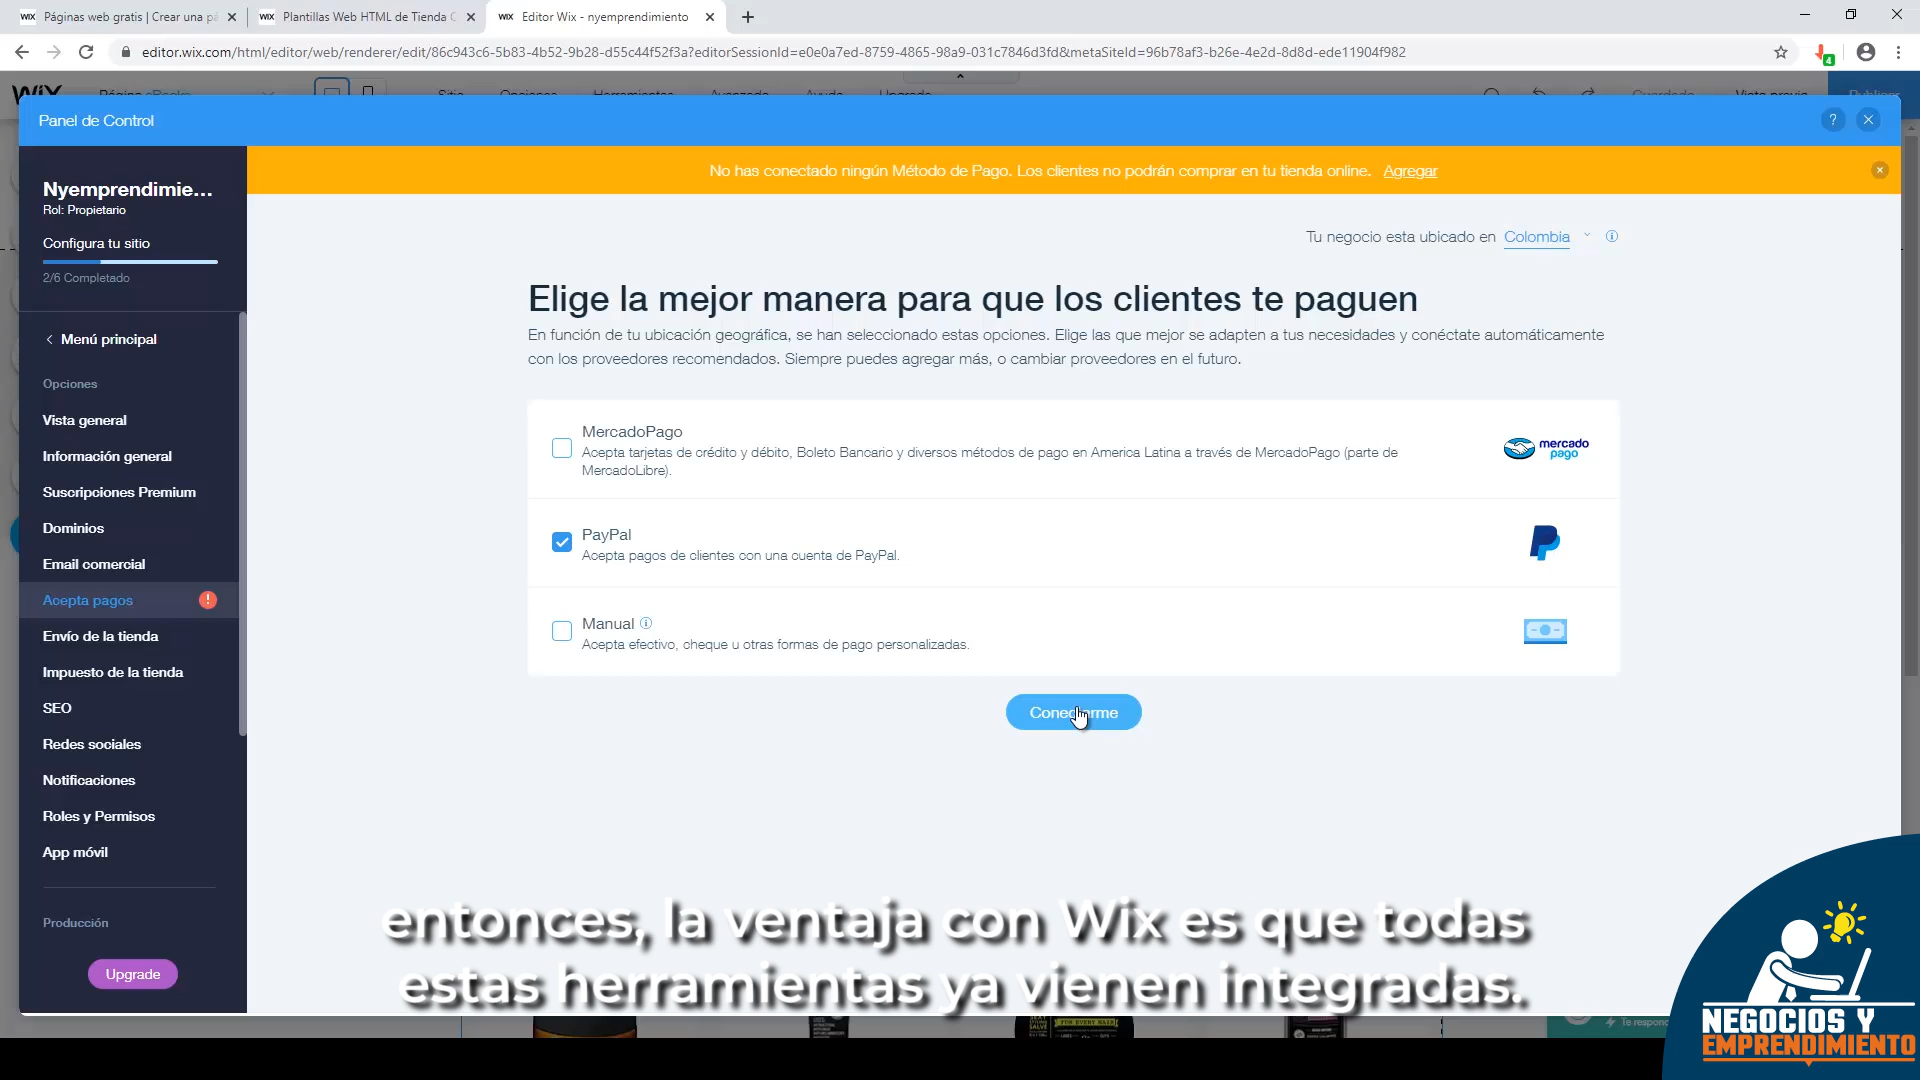 WIX Páginas web gratis | Crear una pá
WIX Plantillas Web HTML de Tienda
WIX Editor Wix - nyemprendimiento
editor.wix.com/html/editor/web/renderer/edit/86c943c6-5b83-4b52-9b28-d55c44f52f3a?editorSessionId=e0e0a7ed-8759-4865-98a9-031c7846d3fd&metaSiteId=96b78af3-b26e-4e2d-8d8d-ede11904f982
4
Panel de Control
?
No has conectado ningún Método de Pago. Los clientes no podrán comprar en tu tienda online. Agregar
Nyemprendimie...
Rol: Propietario
Configura tu sitio
2/6 Completado
Menú principal
Opciones
Vista general
Información general
Suscripciones Premium
Dominios
Email comercial
Acepta pagos
!
Envío de la tienda
Impuesto de la tienda
SEO
Redes sociales
Notificaciones
Roles y Permisos
App móvil
Producción
Upgrade
Tu negocio esta ubicado en Colombia
Elige la mejor manera para que los clientes te paguen
En función de tu ubicación geográfica, se han seleccionado estas opciones. Elige las que mejor se adapten a tus necesidades y conéctate automáticamente
con los proveedores recomendados. Siempre puedes agregar más, o cambiar proveedores en el futuro.
MercadoPago
Acepta tarjetas de crédito y débito, Boleto Bancario y diversos métodos de pago en America Latina a través de MercadoPago (parte de
MercadoLibre).
mercado
pago
PayPal
Acepta pagos de clientes con una cuenta de PayPal.
Manual
Acepta efectivo, cheque u otras formas de pago personalizadas.
Conectarme
entonces, la ventaja con Wix es que todas
estas herramientas ya vienen integradas.
NEGOCIOS Y
EMPRENDIMIENTO